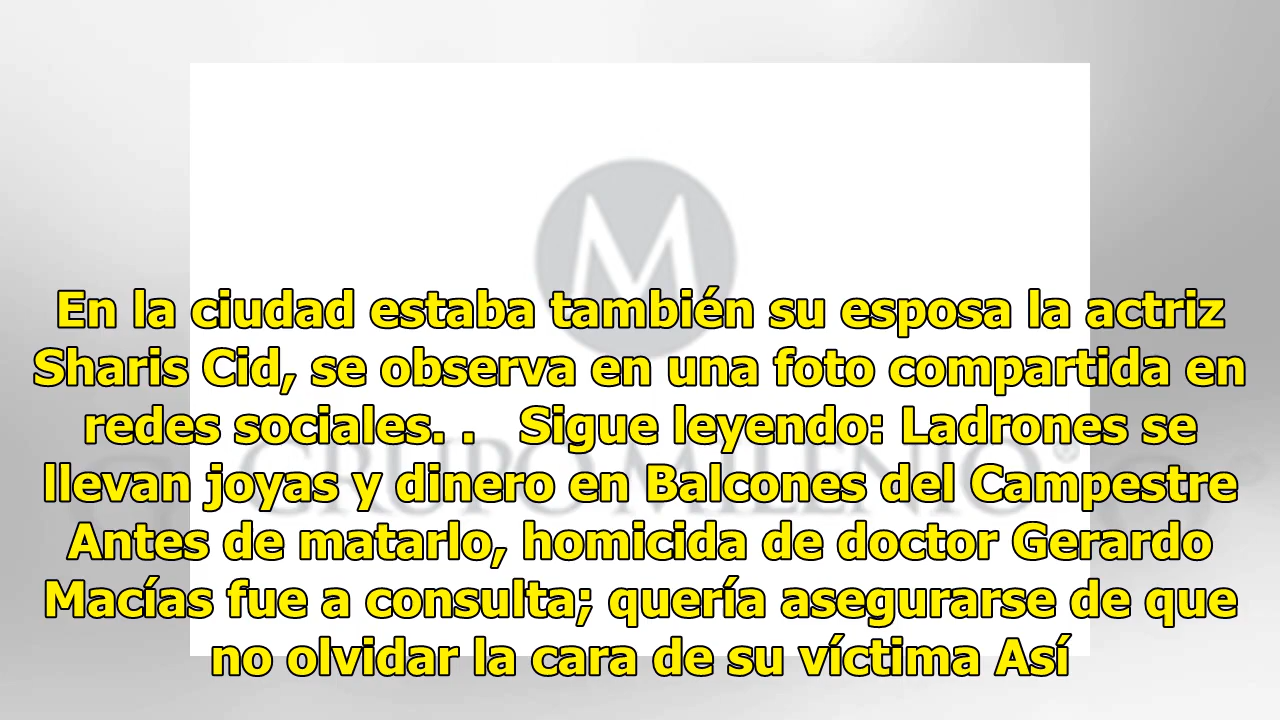 M
En la ciudad estaba también su esposa la actriz
Sharis Cid, se observa en una foto compartida en
redes sociales. .   Sigue leyendo: Ladrones se
GRUPO MILENIO®
llevan joyas y dinero en Balcones del Campestre
Antes de matarlo, homicida de doctor Gerardo
Macías fue a consulta; quería asegurarse de que
no olvidar la cara de su víctima Así